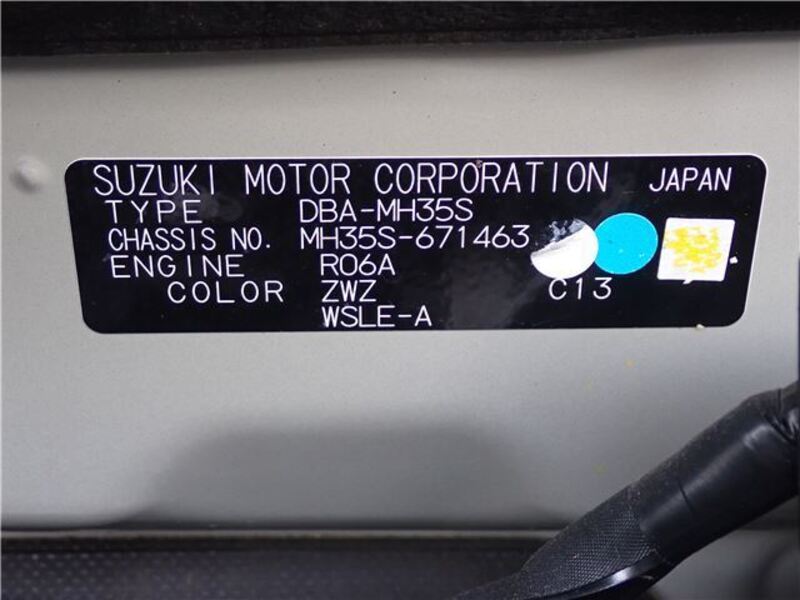 SUZUKI MOTOR CORPORATION JAPAN
TYPE DBA-MH35S
CHASSIS NO. MH35S-671463
ENGINE R06A
COLOR ZWZ C13
WSLE-A